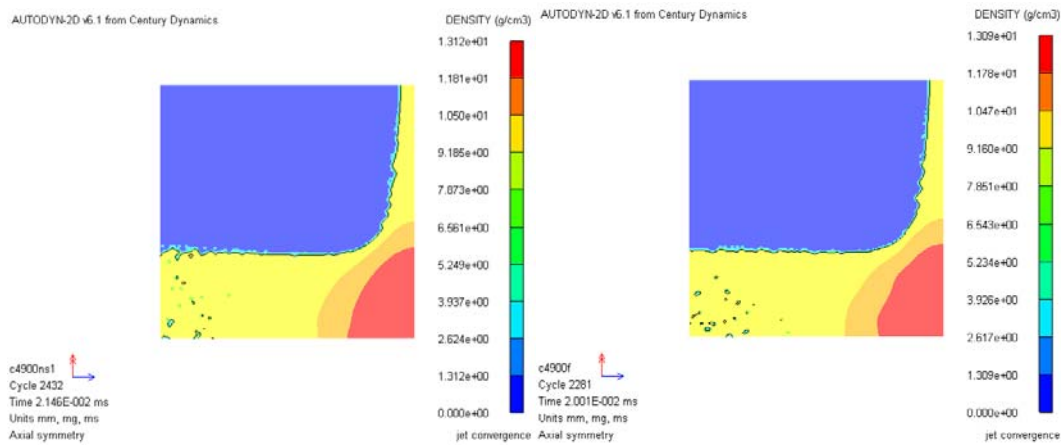 AUTODYN-2D v6.1 from Century Dynamics
DENSITY (g/cm3)
1.312e+01
1.181e+01
1.050e+01
9.185e+00
7.873e+00
6.561e+00
5.249e+00
3.937e+00
2.624e+00
1.312e+00
0.000e+00
c4900ns1
Cycle 2432
Time 2.146E-002 ms
Units mm, mg, ms
Axial symmetry
jet convergence
AUTODYN-2D v6.1 from Century Dynamics
DENSITY (g/cm3)
1.309e+01
1.178e+01
1.047e+01
9.160e+00
7.851e+00
6.543e+00
5.234e+00
3.926e+00
2.617e+00
1.309e+00
0.000e+00
c4900f
Cycle 2281
Time 2.001E-002 ms
Units mm, mg, ms
Axial symmetry
jet convergence